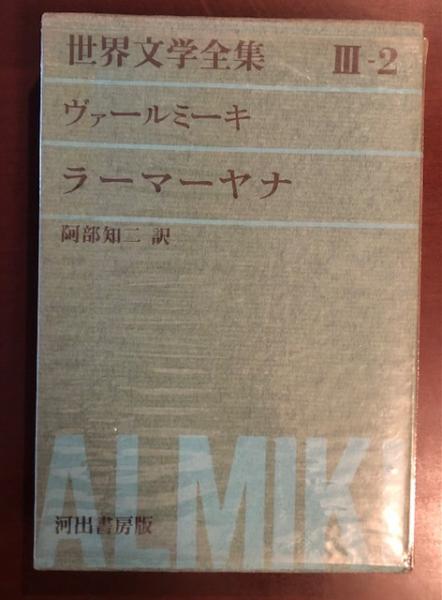 世界文学全集 III-2
ヴァールミーキ
ラーマーヤナ
阿部知二 訳
ALMIKI
河出書房版